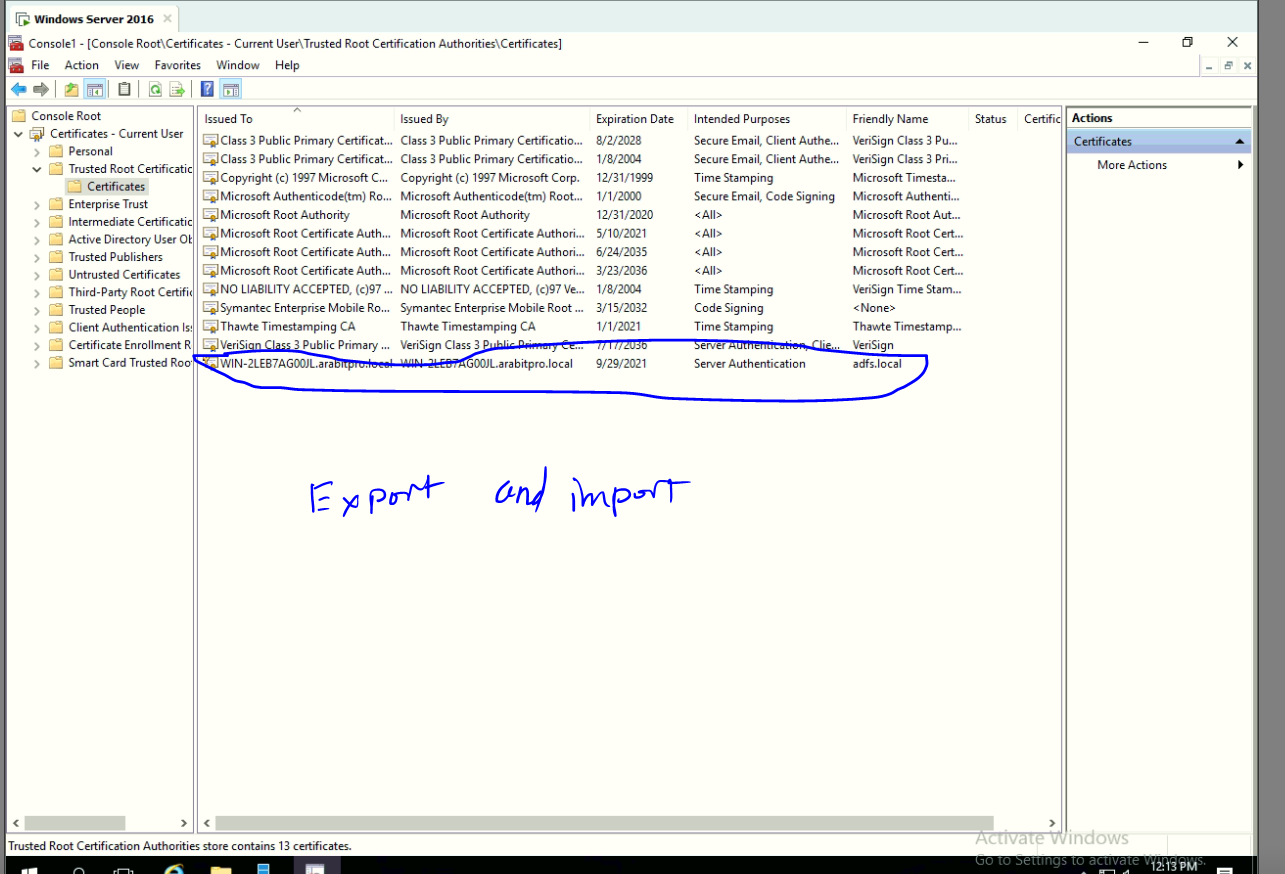 Windows Server 2016
Console1 - [Console Root\Certificates - Current User\Trusted Root Certification Authorities\Certificates]
File Action View Favorites Window Help
Console Root
Certificates - Current User
Personal
Trusted Root Certificatic
Certificates
Enterprise Trust
Intermediate Certificatic
Active Directory User Ob
Trusted Publishers
Untrusted Certificates
Third-Party Root Certific
Trusted People
Client Authentication Is
Certificate Enrollment R
Smart Card Trusted Roo
Issued To Issued By Expiration Date Intended Purposes Friendly Name Status Certific
Class 3 Public Primary Certificat... Class 3 Public Primary Certificatio... 8/2/2028 Secure Email, Client Authe... VeriSign Class 3 Pu...
Class 3 Public Primary Certificat... Class 3 Public Primary Certificatio... 1/8/2004 Secure Email, Client Authe... VeriSign Class 3 Pri...
Copyright (c) 1997 Microsoft C... Copyright (c) 1997 Microsoft Corp. 12/31/1999 Time Stamping Microsoft Timesta...
Microsoft Authenticode(tm) Ro... Microsoft Authenticode(tm) Root... 1/1/2000 Secure Email, Code Signing Microsoft Authenti...
Microsoft Root Authority Microsoft Root Authority 12/31/2020 <All> Microsoft Root Aut...
Microsoft Root Certificate Auth... Microsoft Root Certificate Authori... 5/10/2021 <All> Microsoft Root Cert...
Microsoft Root Certificate Auth... Microsoft Root Certificate Authori... 6/24/2035 <All> Microsoft Root Cert...
Microsoft Root Certificate Auth... Microsoft Root Certificate Authori... 3/23/2036 <All> Microsoft Root Cert...
NO LIABILITY ACCEPTED, (c)97 ... NO LIABILITY ACCEPTED, (c)97 Ve... 1/8/2004 Time Stamping VeriSign Time Stam...
Symantec Enterprise Mobile Ro... Symantec Enterprise Mobile Root ... 3/15/2032 Code Signing <None>
Thawte Timestamping CA Thawte Timestamping CA 1/1/2021 Time Stamping Thawte Timestamp...
VeriSign Class 3 Public Primary ... VeriSign Class 3 Public Primary Ce... 7/17/2036 Server Authentication, Clie... VeriSign
WIN-2LEB7AG00JL.arabitpro.local WIN-2LEB7AG00JL.arabitpro.local 9/29/2021 Server Authentication adfs.local
Export and import
Actions
Certificates
More Actions
Trusted Root Certification Authorities store contains 13 certificates.
Activate Windows
Go to Settings to activate Windows.
12:13 PM